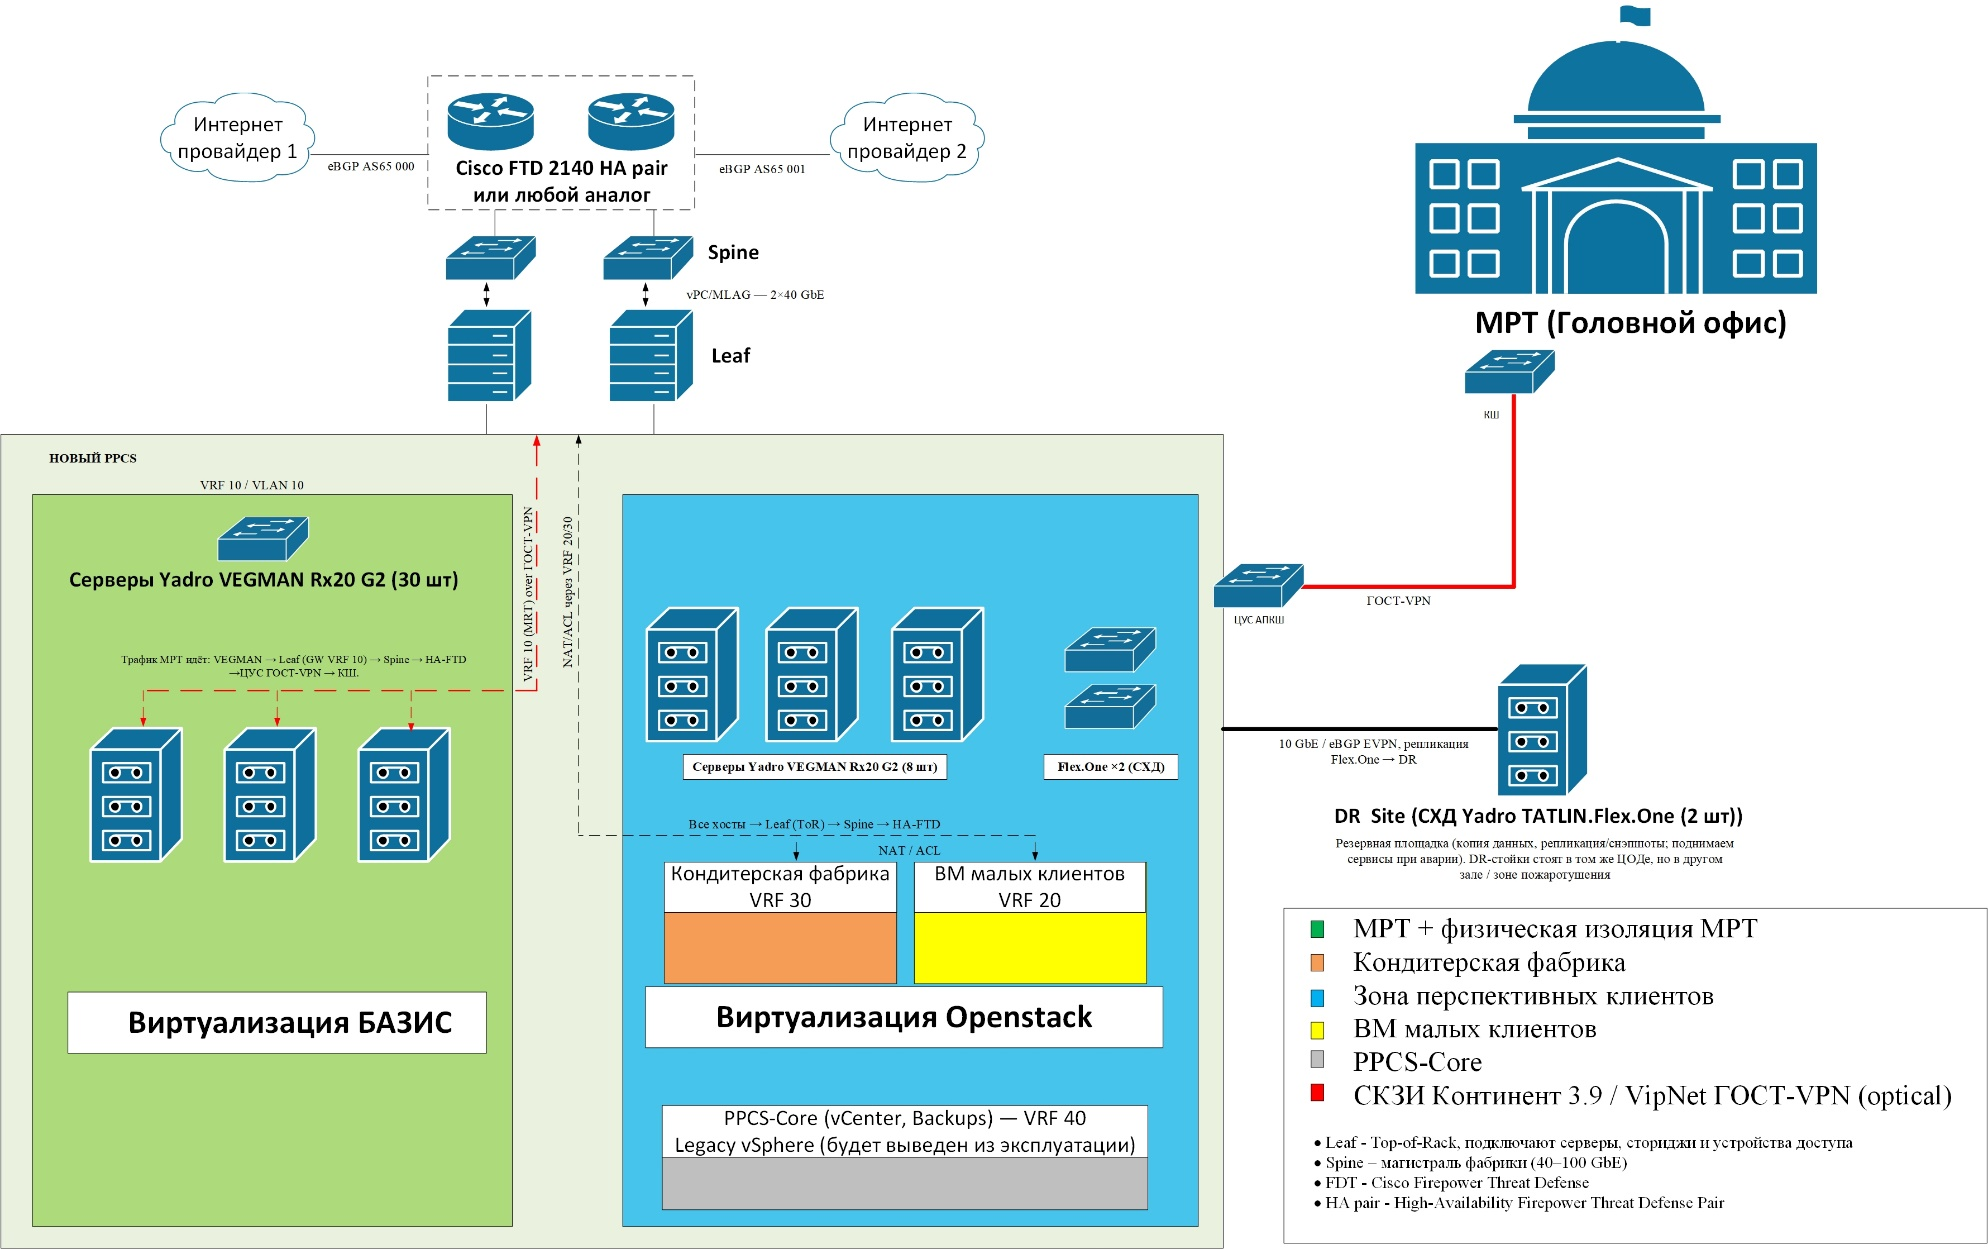 Интернет
провайдер 1
eBGP AS65 000
Cisco FTD 2140 HA pair
или любой аналог
eBGP AS65 001
Интернет
провайдер 2
Spine
vPC/MLAG — 2×40 GbE
Leaf
МРТ (Головной офис)
КШ
ГОСТ-VPN
ЦУС АПКШ
НОВЫЙ PPCS
VRF 10 / VLAN 10
Серверы Yadro VEGMAN Rx20 G2 (30 шт)
Трафик МРТ идёт: VEGMAN → Leaf (GW VRF 10) → Spine → HA-FTD
→ЦУС ГОСТ-VPN → КШ.
VRF 10 (MRT) over ГОСТ-VPN
NAT/ACL через VRF 20/30
Виртуализация БАЗИС
Серверы Yadro VEGMAN Rx20 G2 (8 шт)
Flex.One ×2 (СХД)
Все хосты → Leaf (ToR) → Spine → HA-FTD
NAT / ACL
Кондитерская фабрика
VRF 30
ВМ малых клиентов
VRF 20
Виртуализация Openstack
PPCS-Core (vCenter, Backups) — VRF 40
Legacy vSphere (будет выведен из эксплуатации)
10 GbE / eBGP EVPN, репликация
Flex.One → DR
DR  Site (СХД Yadro TATLIN.Flex.One (2 шт))
Резервная площадка (копия данных, репликация/снэппшоты; поднимаем
сервисы при аварии). DR-стойки стоят в том же ЦОДе, но в другом
зале / зоне пожаротушения
МРТ + физическая изоляция МРТ
Кондитерская фабрика
Зона перспективных клиентов
ВМ малых клиентов
PPCS-Core
СКЗИ Континент 3.9 / VipNet ГОСТ-VPN (optical)
● Leaf - Top-of-Rack, подключают серверы, сториджи и устройства доступа
● Spine – магистраль фабрики (40–100 GbE)
● FDT - Cisco Firepower Threat Defense
● HA pair - High-Availability Firepower Threat Defense Pair